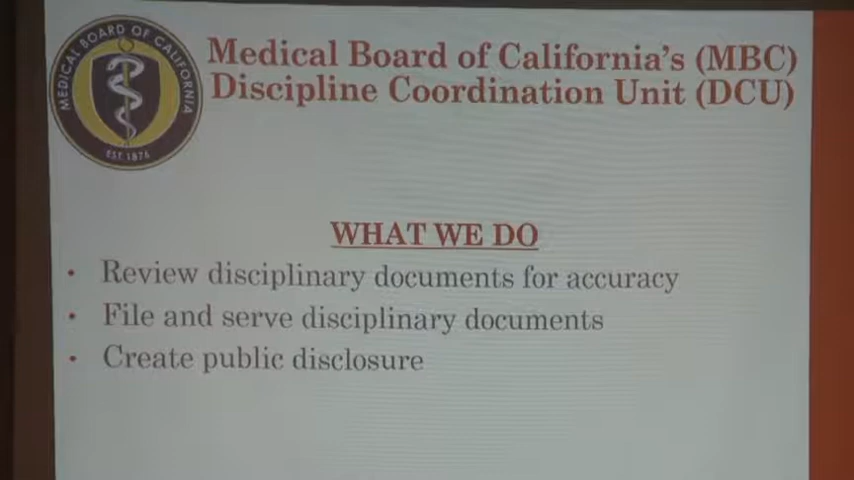 MEDICAL BOARD OF CALIFORNIA
EST. 1876
Medical Board of California's (MBC)
Discipline Coordination Unit (DCU)
WHAT WE DO
• Review disciplinary documents for accuracy
• File and serve disciplinary documents
• Create public disclosure